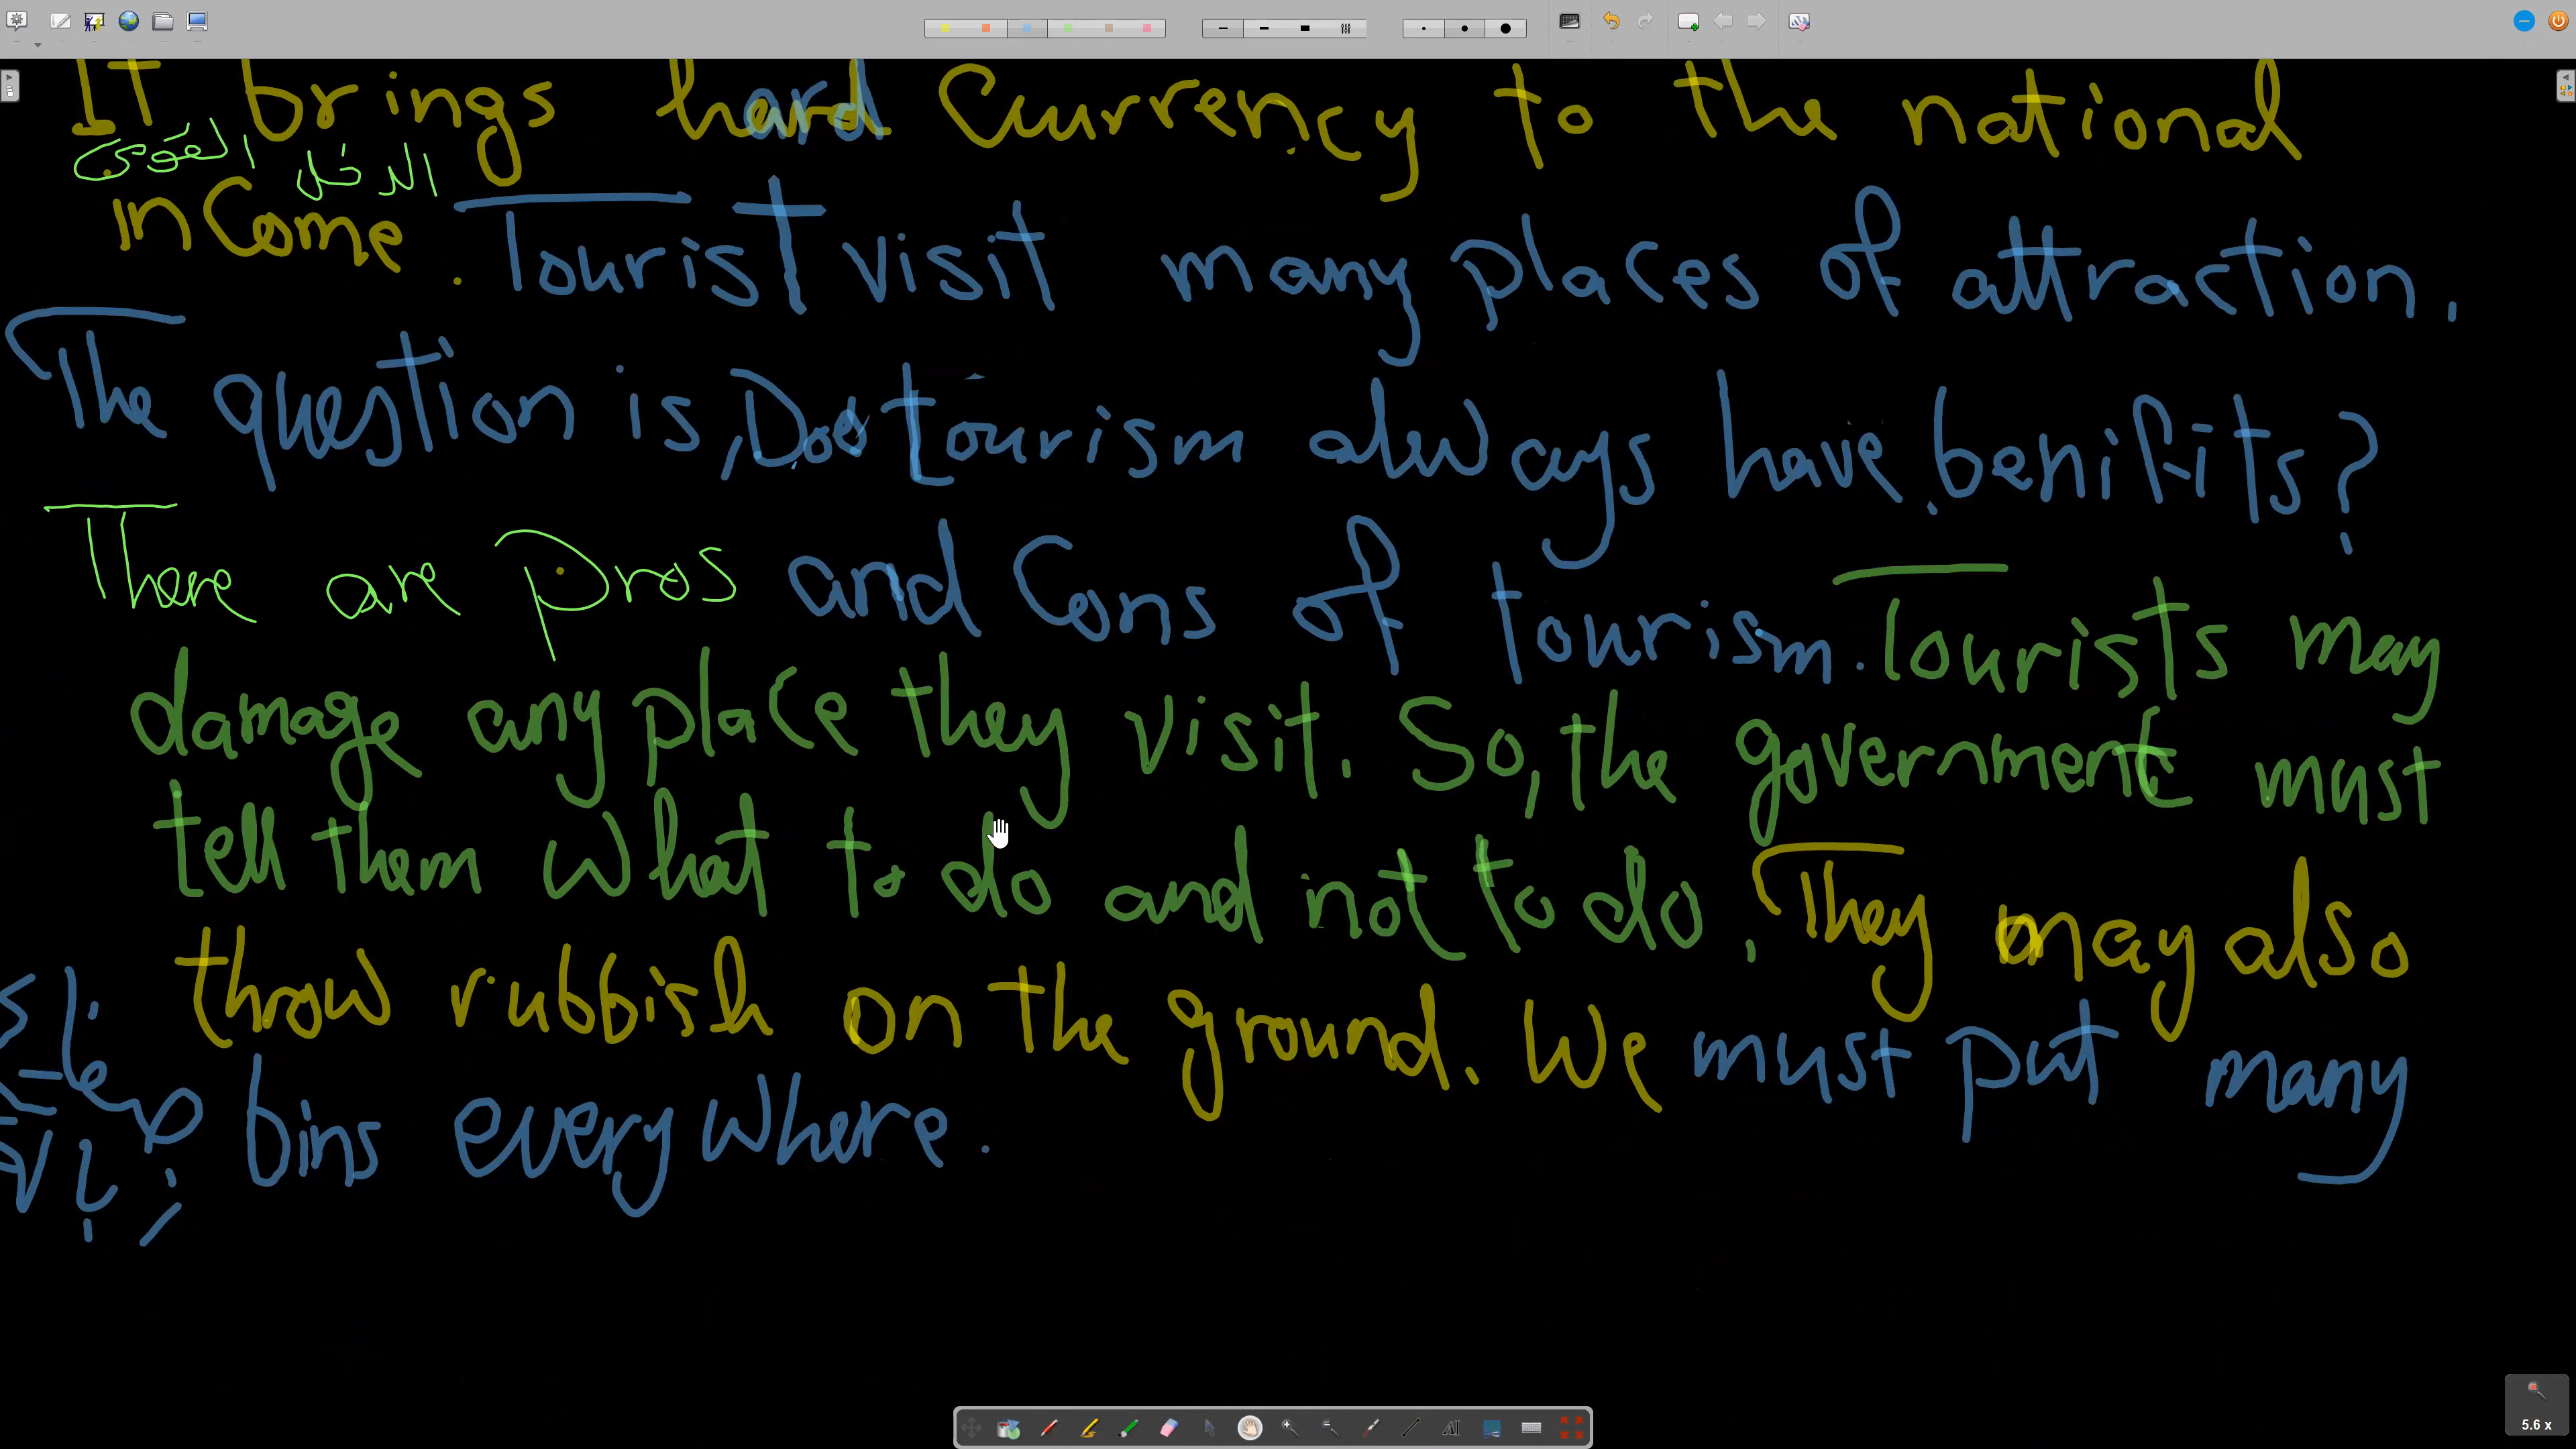 IT brings hard Currency to the national
الدخل القومى
inCome. Tourist visit many places of attraction.
The question is, Does tourism always have benifits?
There are Pros and Cons of tourism. Tourists may
damage any place they visit. So, the government must
tell them what to do and not to do. They may also
throw rubbish on the ground. We must put many
bins everywhere.
5.6 x